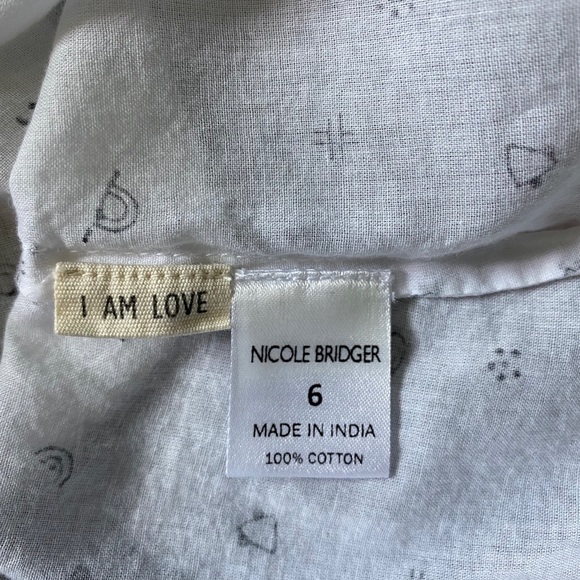 I AM LOVE
NICOLE BRIDGER
6
MADE IN INDIA
100% COTTON